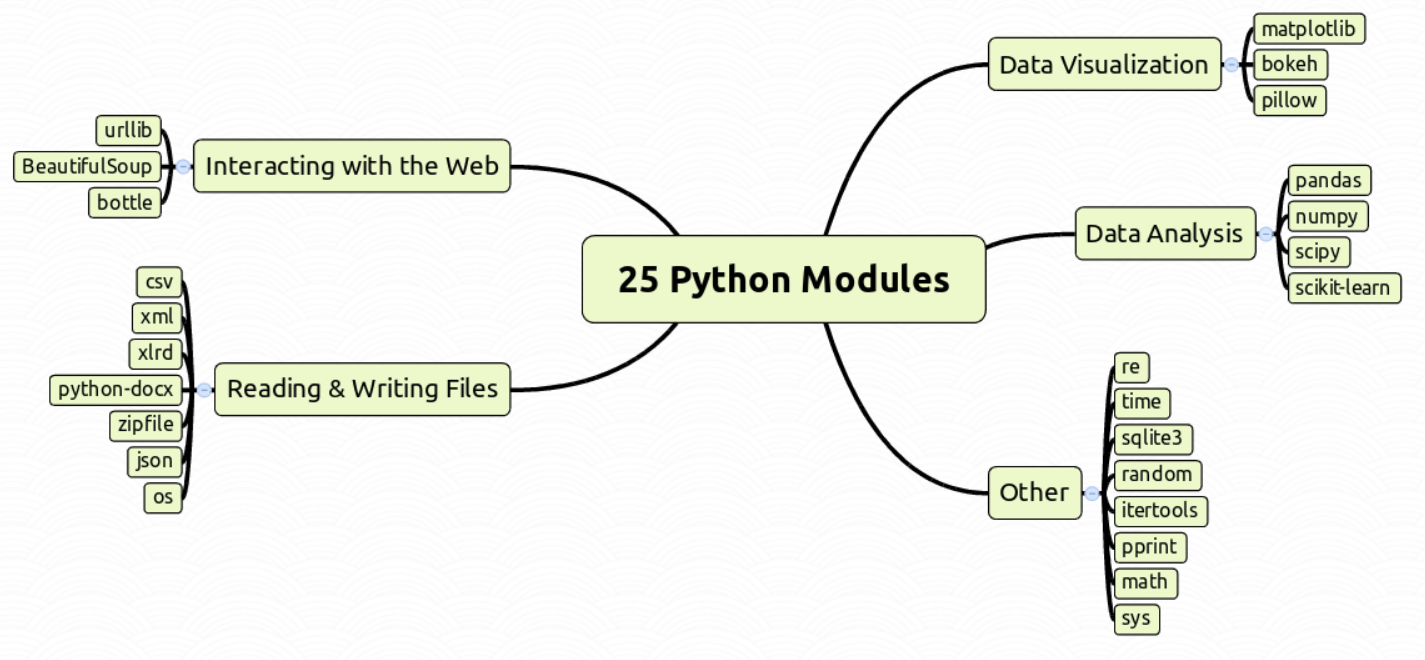 25 Python Modules
Data Visualization
matplotlib
bokeh
pillow
Data Analysis
pandas
numpy
scipy
scikit-learn
Other
re
time
sqlite3
random
itertools
pprint
math
sys
Interacting with the Web
urllib
BeautifulSoup
bottle
Reading & Writing Files
csv
xml
xlrd
python-docx
zipfile
json
os